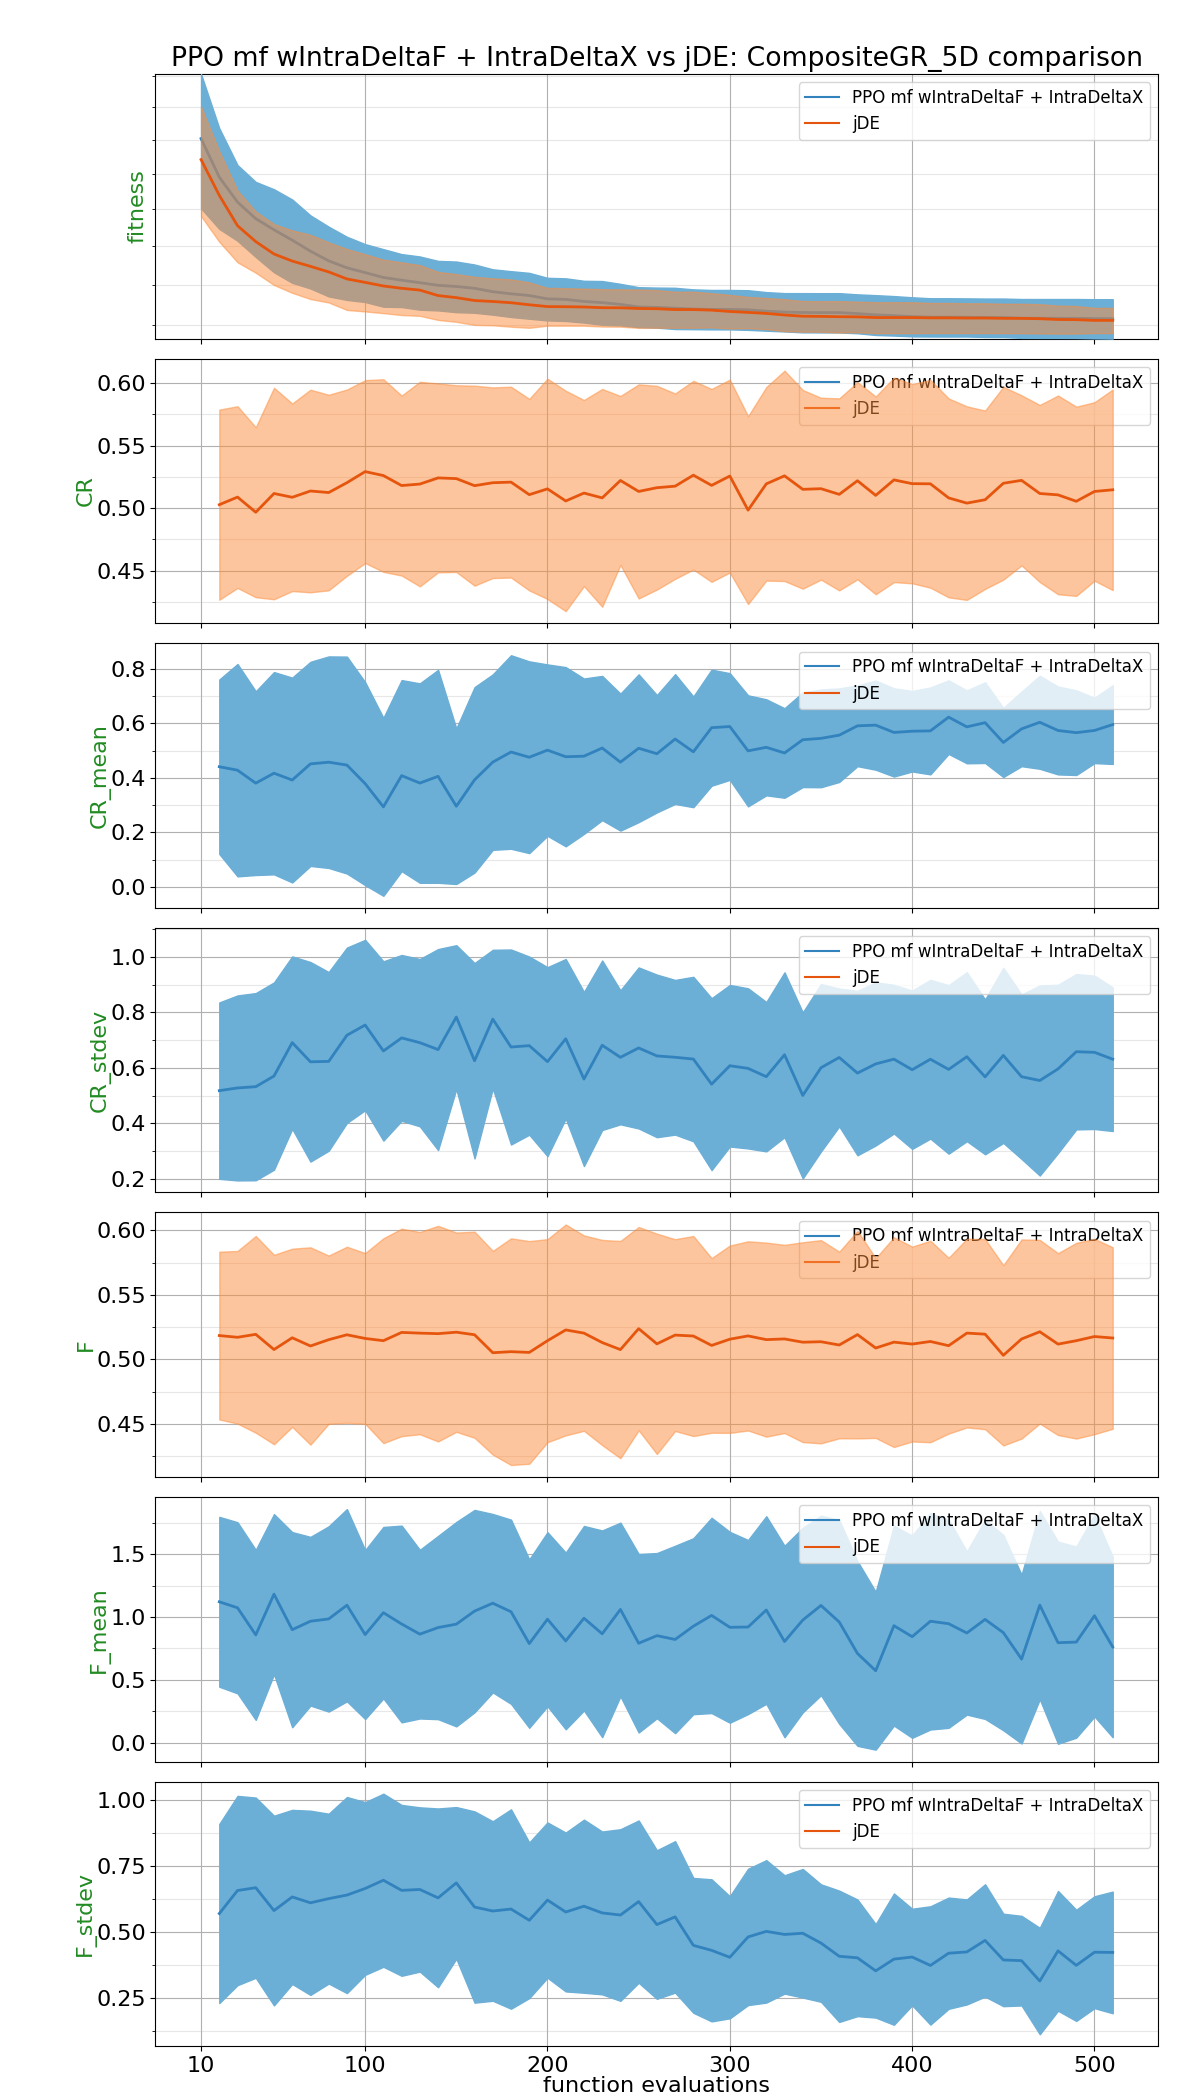 PPO mf wIntraDeltaF + IntraDeltaX vs jDE: CompositeGR_5D comparison
fitness
PPO mf wIntraDeltaF + IntraDeltaX
jDE
CR
0.60
0.55
0.50
0.45
PPO mf wIntraDeltaF + IntraDeltaX
jDE
CR_mean
0.8
0.6
0.4
0.2
0.0
PPO mf wIntraDeltaF + IntraDeltaX
jDE
CR_stdev
1.0
0.8
0.6
0.4
0.2
PPO mf wIntraDeltaF + IntraDeltaX
jDE
F
0.60
0.55
0.50
0.45
PPO mf wIntraDeltaF + IntraDeltaX
jDE
F_mean
1.5
1.0
0.5
0.0
PPO mf wIntraDeltaF + IntraDeltaX
jDE
F_stdev
1.00
0.75
0.50
0.25
PPO mf wIntraDeltaF + IntraDeltaX
jDE
10 100 200 300 400 500
function evaluations